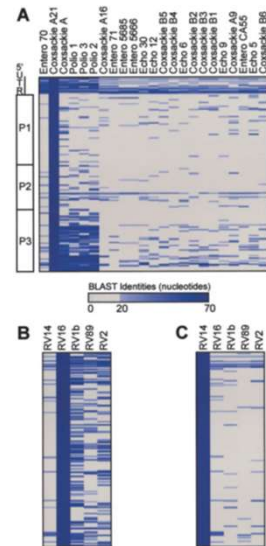 A
Entero 70
Coxsackie A21
Coxsackie A
Polio 1
Polio 3
Polio 2
Coxsackie A16
Entero 71
Entero 5685
Entero 5666
Echo 30
Echo 12
Coxsackie B5
Coxsackie B4
Echo 6
Coxsackie B2
Coxsackie B3
Coxsackie B1
Echo 9
Coxsackie A9
Entero CA55
Echo 5
Coxsackie B6
P1
P2
P3
BLAST Identities (nucleotides)
0 20 70
B
RV14
RV16
RV1b
RV89
RV2
C
RV14
RV16
RV1b
RV89
RV2